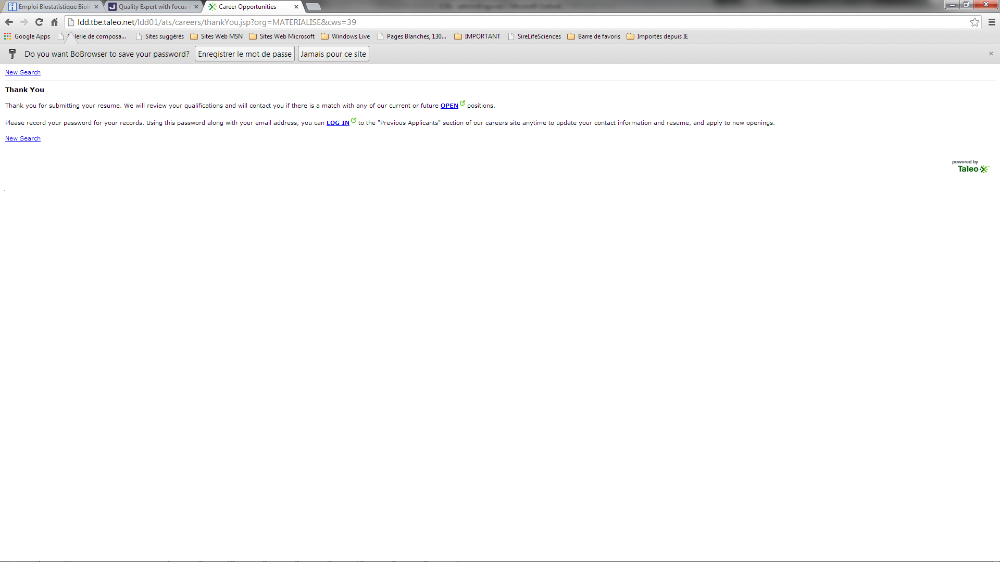 Emploi Biostatistique Bioi
Quality Expert with focus
Career Opportunities
ldd.tbe.taleo.net/ldd01/ats/careers/thankYou.jsp?org=MATERIALISE&cws=39
Google Apps
lerie de composa...
Sites suggérés
Sites Web MSN
Sites Web Microsoft
Windows Live
Pages Blanches, 130...
IMPORTANT
SireLifeSciences
Barre de favoris
Importés depuis IE
Do you want BoBrowser to save your password?
Enregistrer le mot de passe
Jamais pour ce site
New Search
Thank You
Thank you for submitting your resume. We will review your qualifications and will contact you if there is a match with any of our current or future OPEN positions.
Please record your password for your records. Using this password along with your email address, you can LOG IN to the "Previous Applicants" section of our careers site anytime to update your contact information and resume, and apply to new openings.
New Search
powered by
Taleo